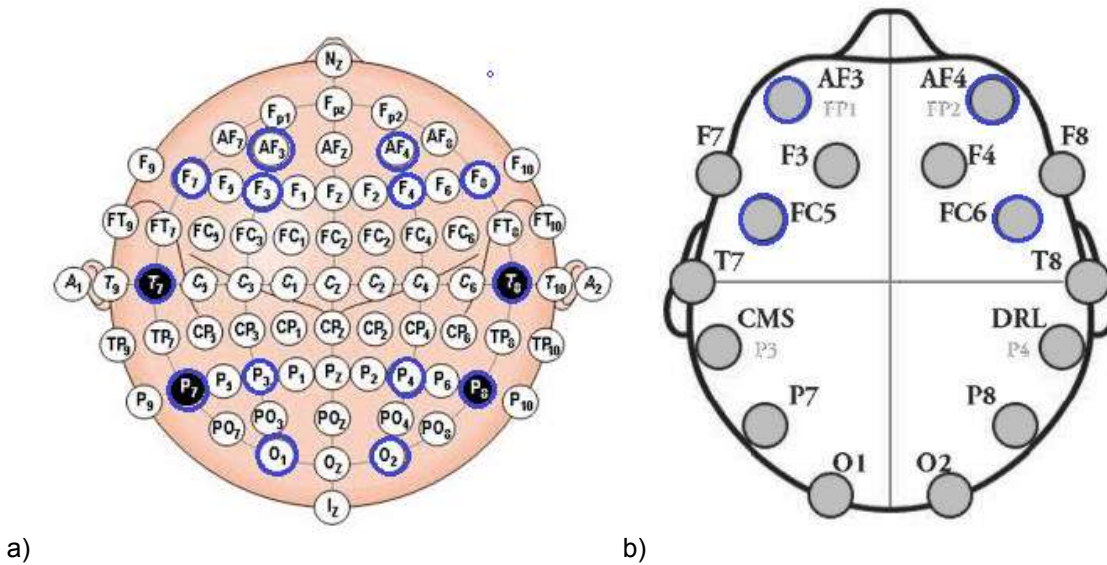 Nz
Fp1 Fpz Fp2
AF7 AF3 AFz AF4 AF8
F9 F7 F5 F3 F1 Fz F2 F4 F6 F8 F10
FT9 FT7 FC5 FC3 FC1 FCz FC2 FC4 FC6 FT8 FT10
A1 T9 T7 C5 C3 C1 Cz C2 C4 C6 T8 T10 A2
TP9 TP7 CP5 CP3 CP1 CPz CP2 CP4 CP6 TP8 TP10
P9 P7 P5 P3 P1 Pz P2 P4 P6 P8 P10
PO7 PO3 POz PO4 PO8
O1 Oz O2
Iz
a)
AF3 AF4
FP1 FP2
F7 F3 F4 F8
FC5 FC6
T7 T8
CMS DRL
P3 P4
P7 P8
O1 O2
b)